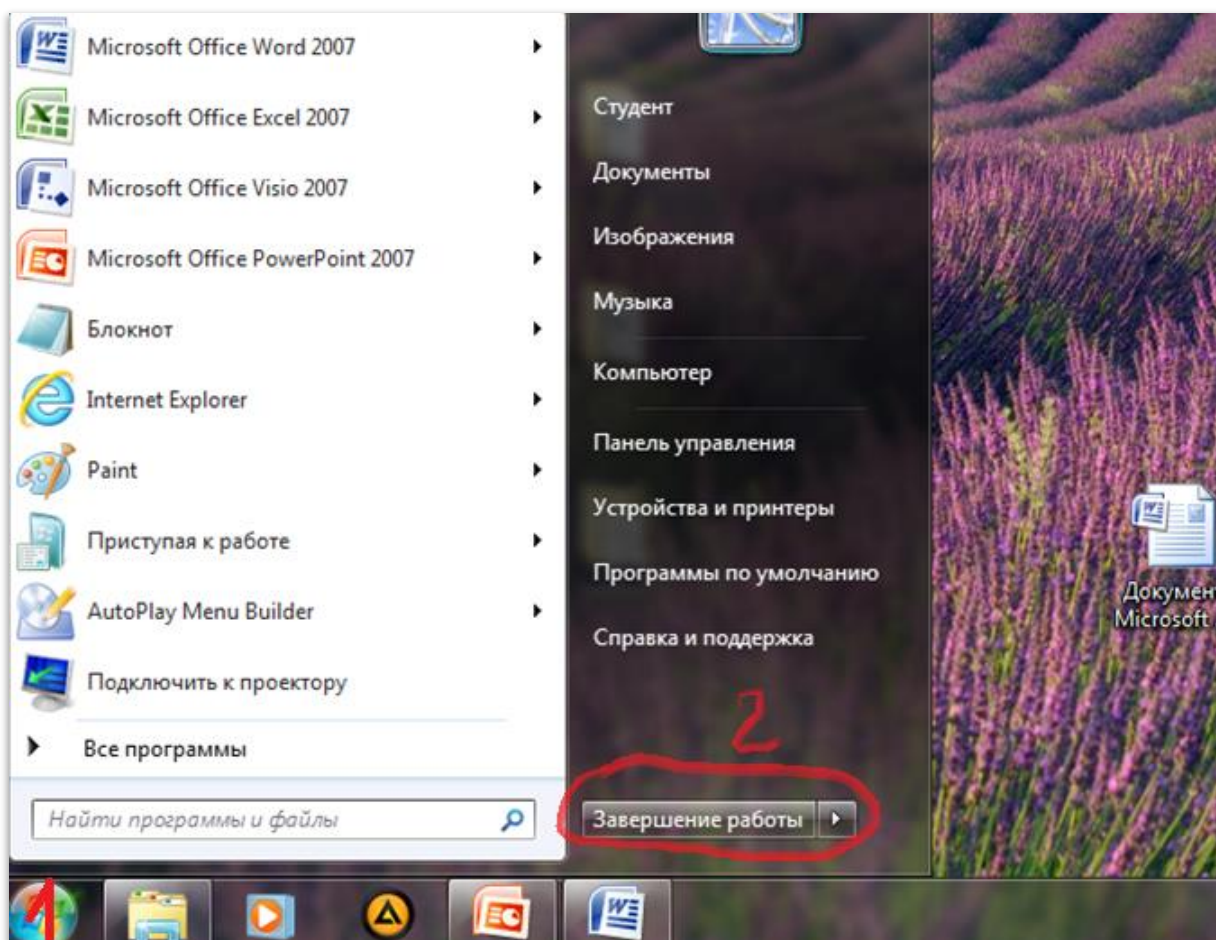 Microsoft Office Word 2007
Microsoft Office Excel 2007
Microsoft Office Visio 2007
Microsoft Office PowerPoint 2007
Блокнот
Internet Explorer
Paint
Приступая к работе
AutoPlay Menu Builder
Подключить к проектору
Все программы
Найти программы и файлы
Студент
Документы
Изображения
Музыка
Компьютер
Панель управления
Устройства и принтеры
Программы по умолчанию
Справка и поддержка
2
Завершение работы
Документ
Microsoft
1